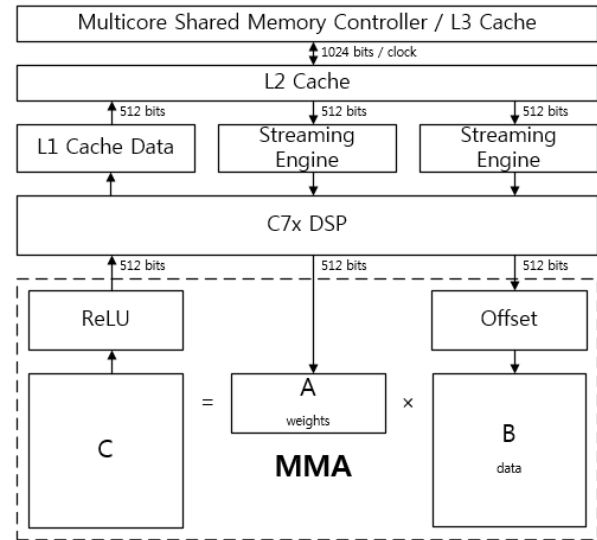 Multicore Shared Memory Controller / L3 Cache
1024 bits / clock
L2 Cache
512 bits
512 bits
512 bits
L1 Cache Data
Streaming
Engine
Streaming
Engine
C7x DSP
512 bits
512 bits
512 bits
ReLU
Offset
C
=
A
weights
×
B
data
MMA